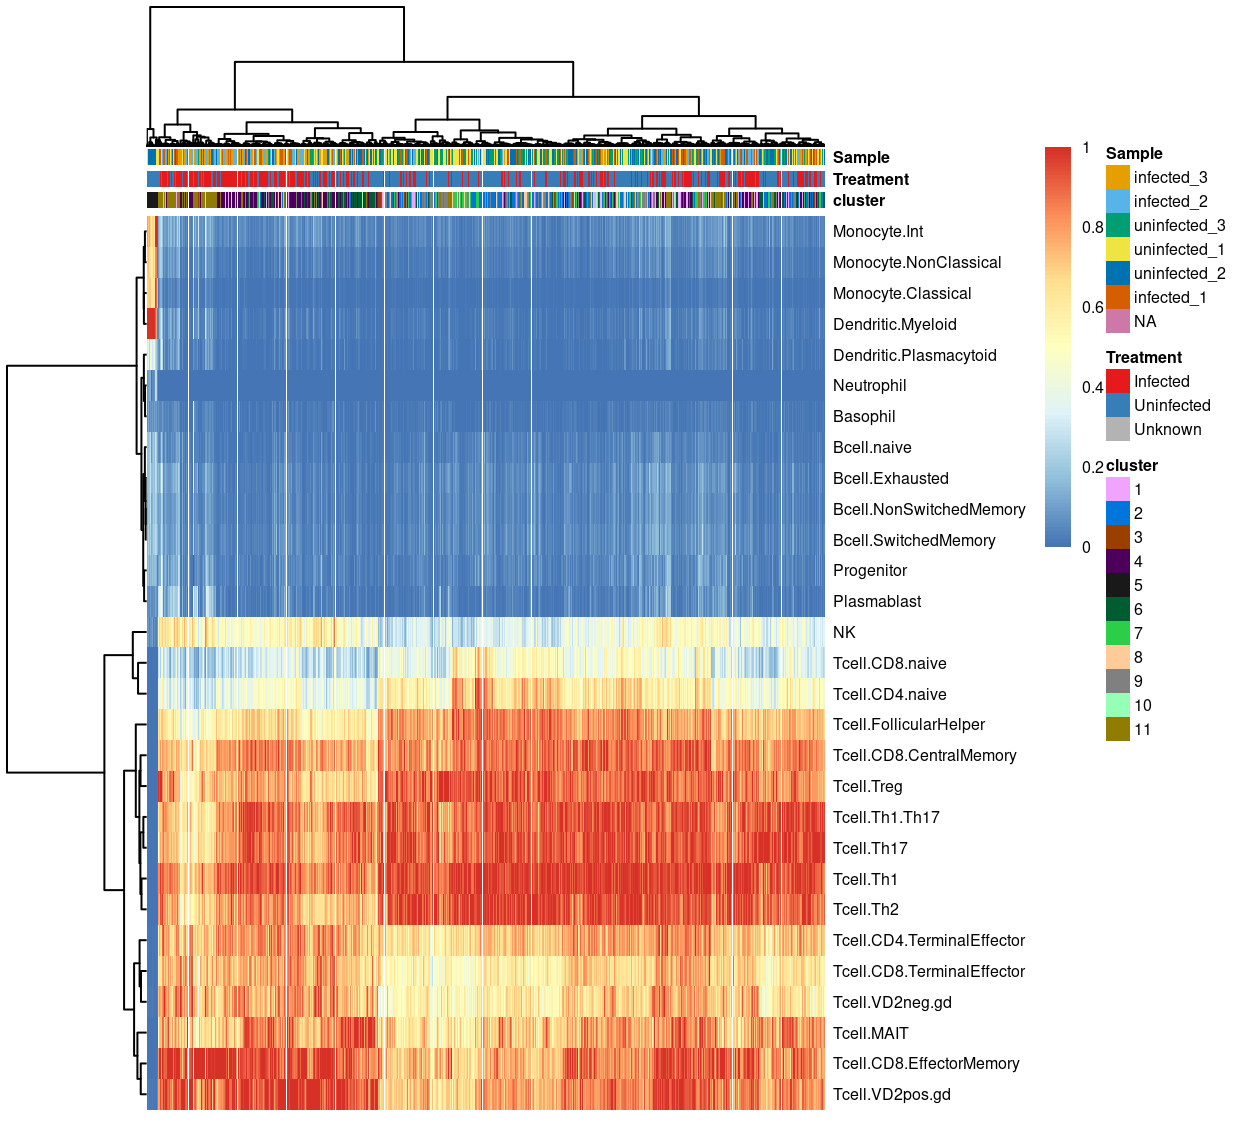 Sample
Treatment
cluster
Monocyte.Int
Monocyte.NonClassical
Monocyte.Classical
Dendritic.Myeloid
Dendritic.Plasmacytoid
Neutrophil
Basophil
Bcell.naive
Bcell.Exhausted
Bcell.NonSwitchedMemory
Bcell.SwitchedMemory
Progenitor
Plasmablast
NK
Tcell.CD8.naive
Tcell.CD4.naive
Tcell.FollicularHelper
Tcell.CD8.CentralMemory
Tcell.Treg
Tcell.Th1.Th17
Tcell.Th17
Tcell.Th1
Tcell.Th2
Tcell.CD4.TerminalEffector
Tcell.CD8.TerminalEffector
Tcell.VD2neg.gd
Tcell.MAIT
Tcell.CD8.EffectorMemory
Tcell.VD2pos.gd
1
0.8
0.6
0.4
0.2
0
Sample
infected_3
infected_2
uninfected_3
uninfected_1
uninfected_2
infected_1
NA
Treatment
Infected
Uninfected
Unknown
cluster
1
2
3
4
5
6
7
8
9
10
11